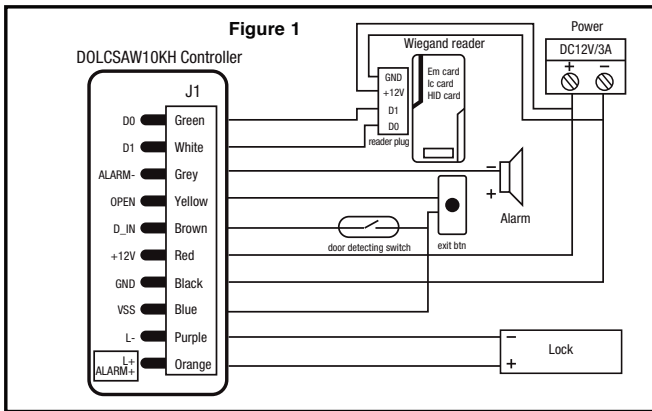 Figure 1
DOLCSAW10KH Controller
J1
D0 Green
D1 White
ALARM- Grey
OPEN Yellow
D_IN Brown
+12V Red
GND Black
VSS Blue
L- Purple
L+
ALARM+
Orange
Wiegand reader
GND
+12V
D1
D0
reader plug
Em card
Ic card
HID card
Power
DC12V/3A
+ −
−
+
Alarm
door detecting switch
exit btn
−
+
Lock